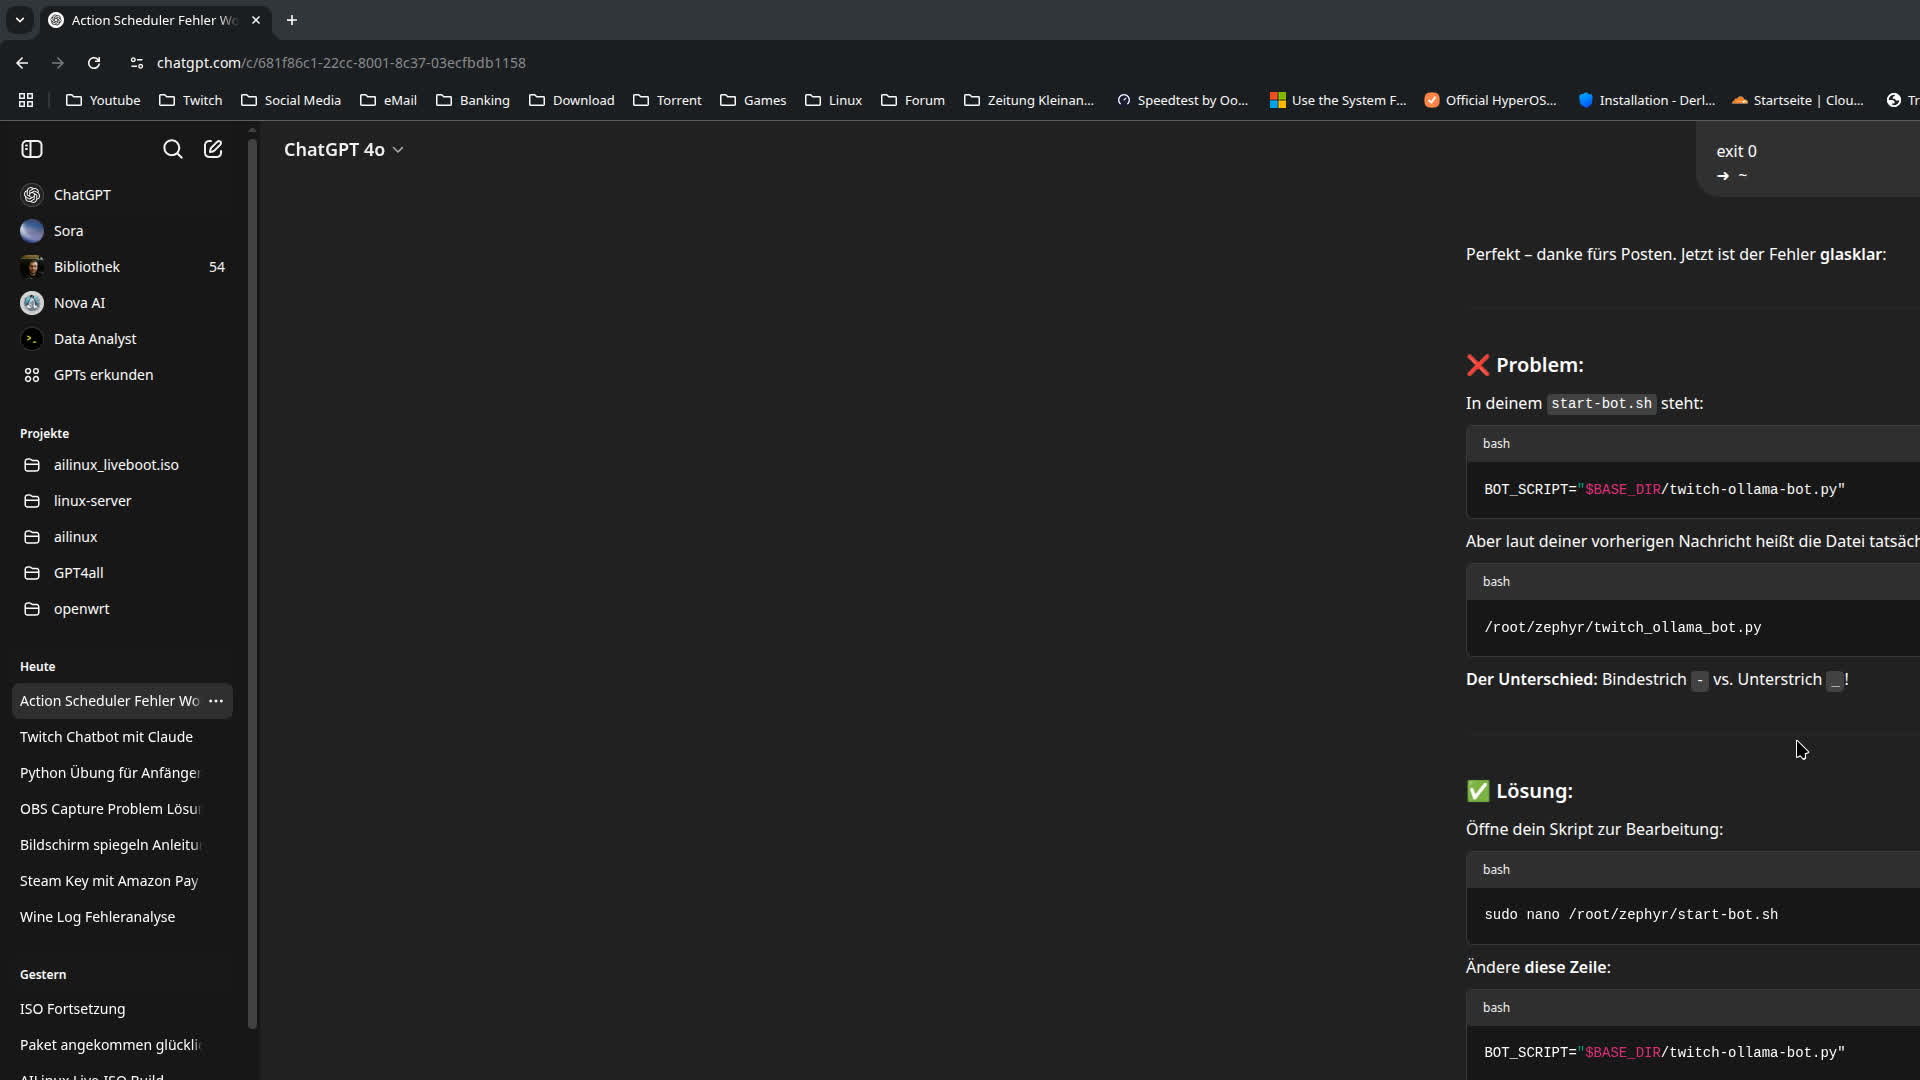 Action Scheduler Fehler Wo
chatgpt.com/c/681f86c1-22cc-8001-8c37-03ecfbdb1158
Youtube
Twitch
Social Media
eMail
Banking
Download
Torrent
Games
Linux
Forum
Zeitung Kleinan...
Speedtest by Oo...
Use the System F...
Official HyperOS...
Installation - Derl...
Startseite | Clou...
Tr
ChatGPT
Sora
Bibliothek 54
Nova AI
Data Analyst
GPTs erkunden
Projekte
ailinux_liveboot.iso
linux-server
ailinux
GPT4all
openwrt
Heute
Action Scheduler Fehler Wo
Twitch Chatbot mit Claude
Python Übung für Anfänger
OBS Capture Problem Lösu
Bildschirm spiegeln Anleitu
Steam Key mit Amazon Pay
Wine Log Fehleranalyse
Gestern
ISO Fortsetzung
Paket angekommen glückli
AILinux Live ISO Build
ChatGPT 4o
exit 0
➜ ~
Perfekt – danke fürs Posten. Jetzt ist der Fehler glasklar:
❌ Problem:
In deinem start-bot.sh steht:
bash
BOT_SCRIPT="$BASE_DIR/twitch-ollama-bot.py"
Aber laut deiner vorherigen Nachricht heißt die Datei tatsäch
bash
/root/zephyr/twitch_ollama_bot.py
Der Unterschied: Bindestrich - vs. Unterstrich _!
✅ Lösung:
Öffne dein Skript zur Bearbeitung:
bash
sudo nano /root/zephyr/start-bot.sh
Ändere diese Zeile:
bash
BOT_SCRIPT="$BASE_DIR/twitch-ollama-bot.py"